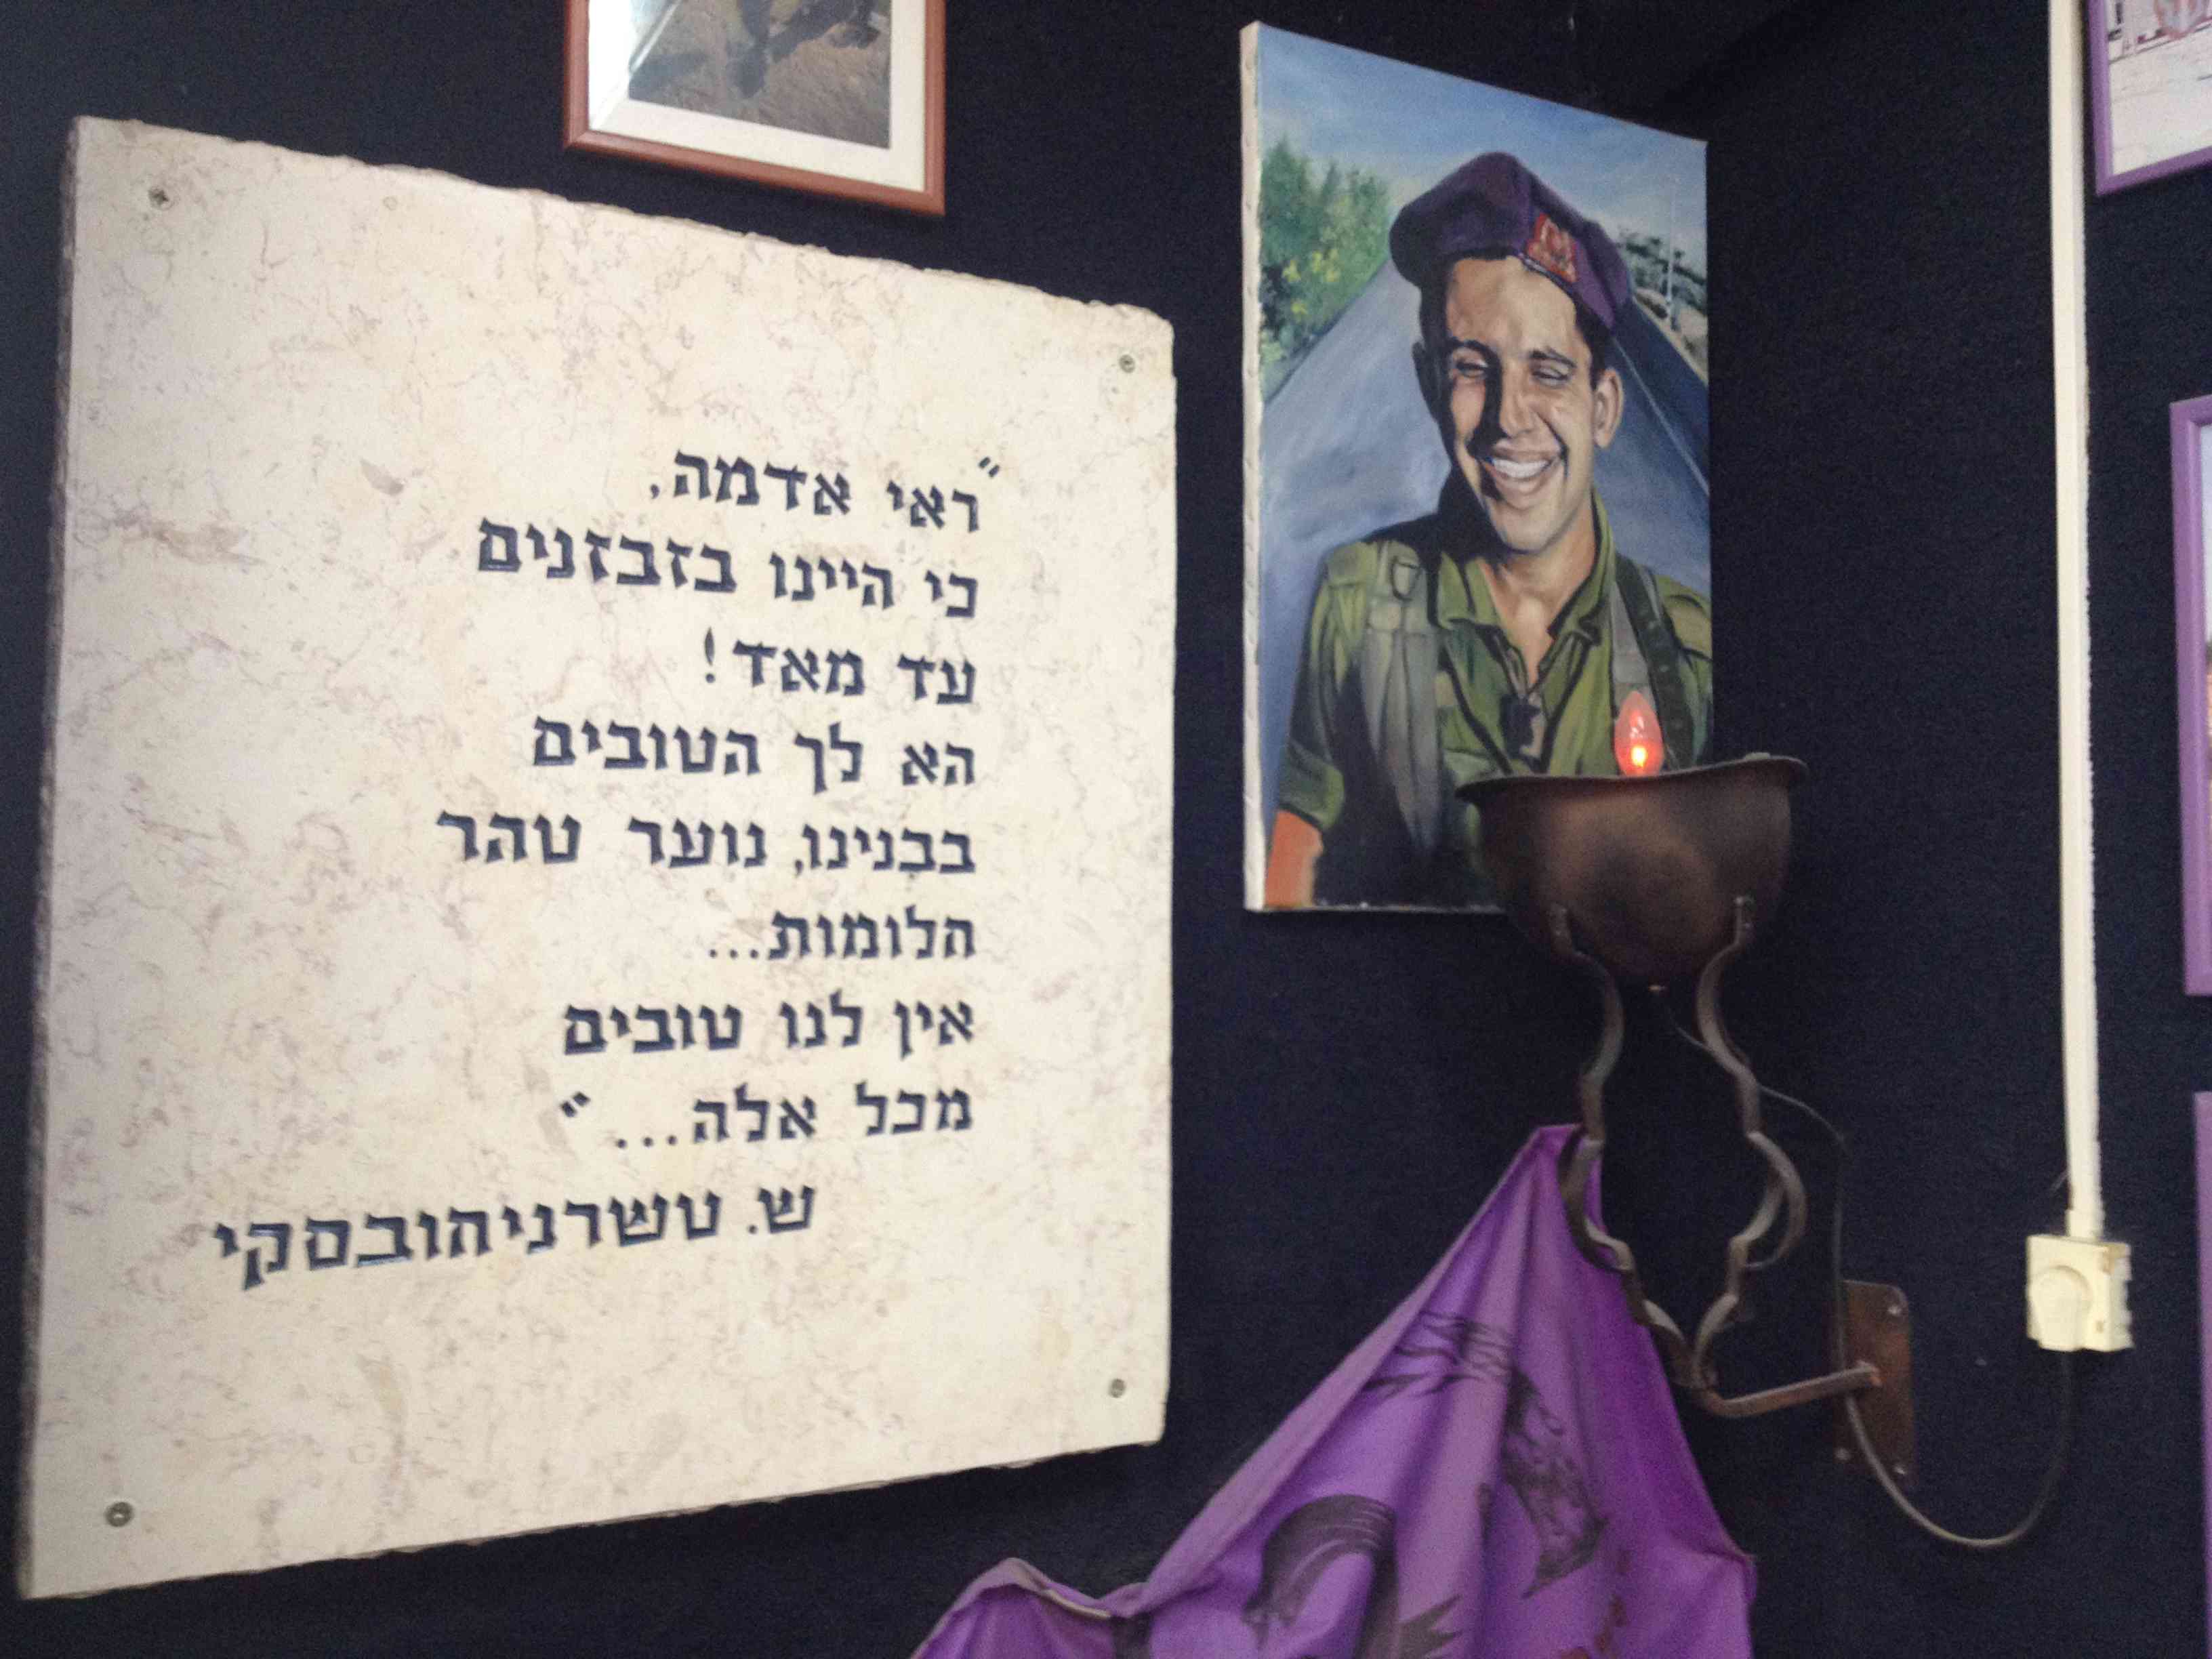 "ראי אדמה,
כי היינו בזבזנים
עד מאד!
הא לך הטובים
בבנינו, נוער טהר
חלומות...
אין לנו טובים
מכל אלה..."
ש. טשרניחובסקי